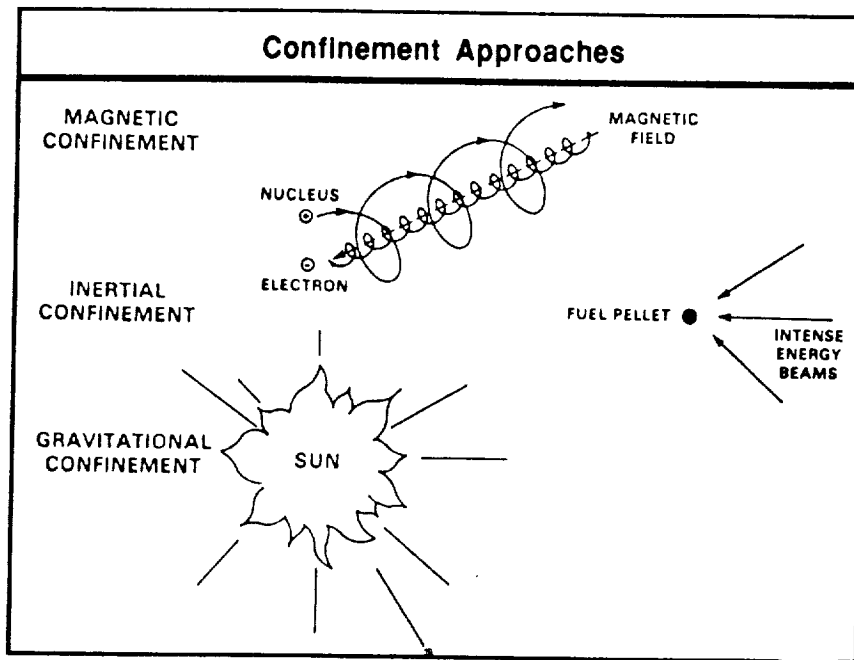 Confinement Approaches
MAGNETIC
CONFINEMENT
MAGNETIC
FIELD
NUCLEUS
+
-
ELECTRON
INERTIAL
CONFINEMENT
FUEL PELLET
INTENSE
ENERGY
BEAMS
GRAVITATIONAL
CONFINEMENT
SUN